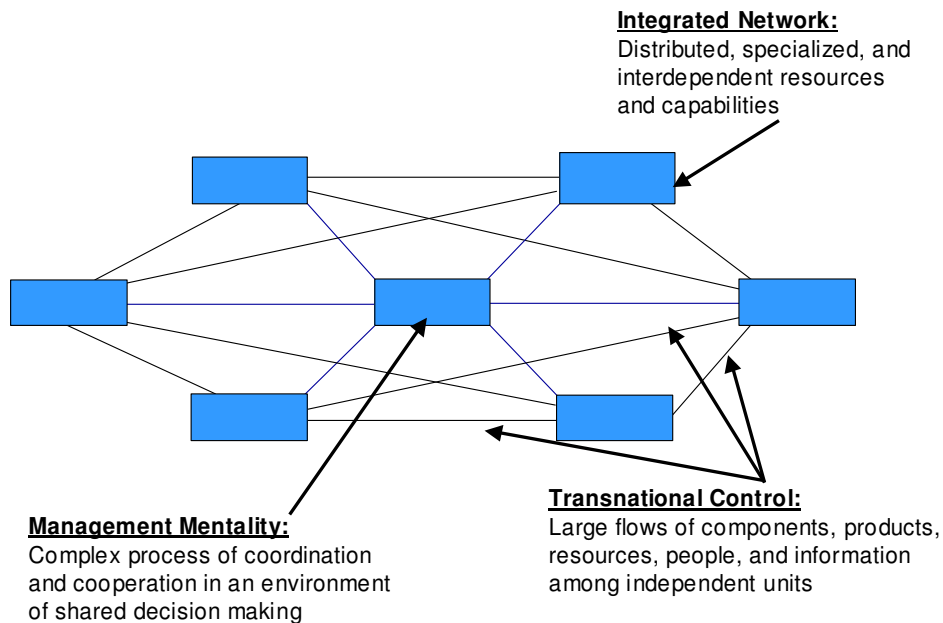 Integrated Network:
Distributed, specialized, and
interdependent resources
and capabilities
Management Mentality:
Complex process of coordination
and cooperation in an environment
of shared decision making
Transnational Control:
Large flows of components, products,
resources, people, and information
among independent units